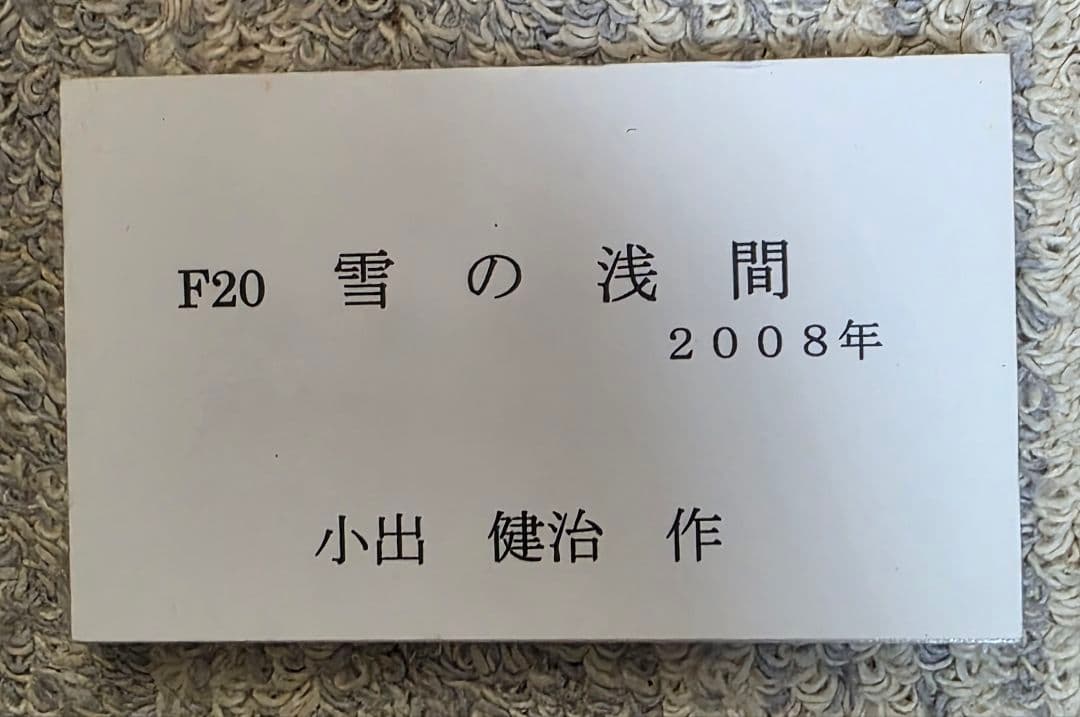 F20　雪　の　浅　間
２００８年
小出　健治　作